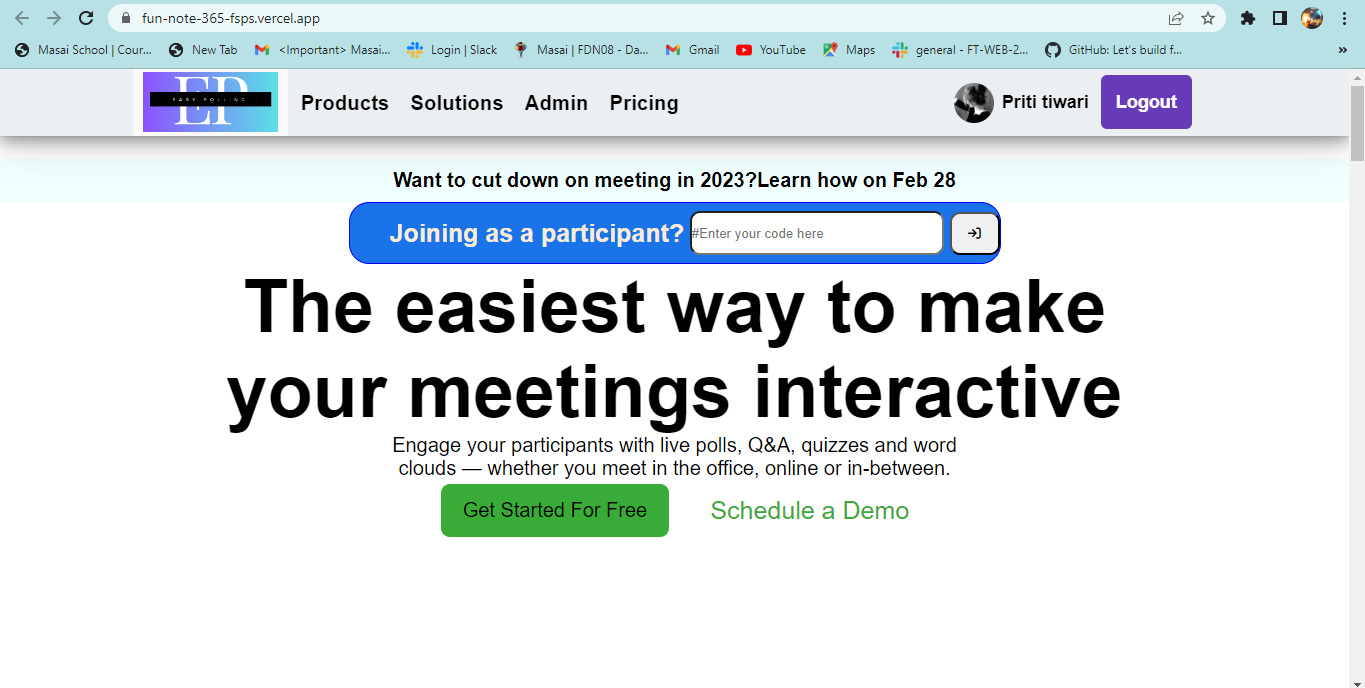 fun-note-365-fsps.vercel.app
Masai School | Cour... New Tab <Important> Masai... Login | Slack Masai | FDN08 - Da... Gmail YouTube Maps general - FT-WEB-2... GitHub: Let's build f... »
EP
EASY POLLING
Products Solutions Admin Pricing Priti tiwari Logout
Want to cut down on meeting in 2023?Learn how on Feb 28
Joining as a participant? #Enter your code here
The easiest way to make
your meetings interactive
Engage your participants with live polls, Q&A, quizzes and word
clouds — whether you meet in the office, online or in-between.
Get Started For Free Schedule a Demo